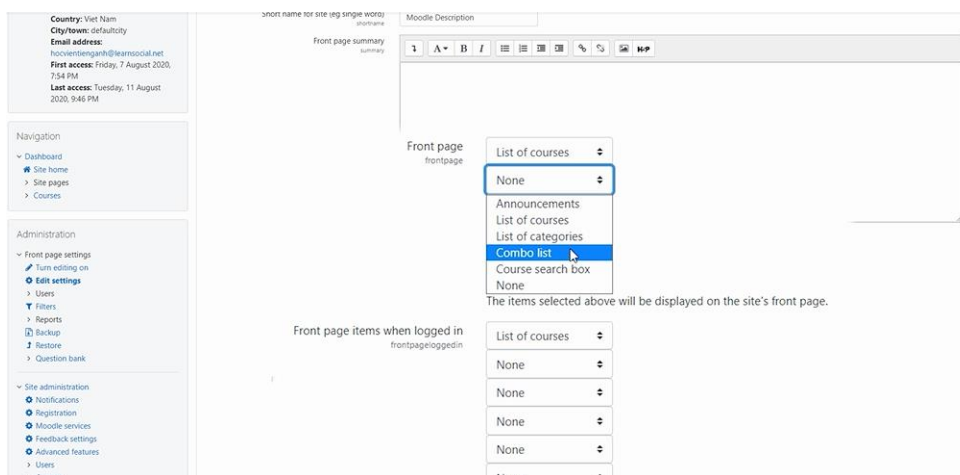 Country: Viet Nam
City/town: defaultcity
Email address:
hocvientienganh@learnsocial.net
First access: Friday, 7 August 2020,
7:54 PM
Last access: Tuesday, 11 August
2020, 9:46 PM
Navigation
Dashboard
Site home
Site pages
Courses
Administration
Front page settings
Turn editing on
Edit settings
Users
Filters
Reports
Backup
Restore
Question bank
Site administration
Notifications
Registration
Moodle services
Feedback settings
Advanced features
Users
Short name for site (eg single word)
shortname
Moodle Description
Front page summary
summary
A B I
H-P
Front page
frontpage
List of courses
None
Announcements
List of courses
List of categories
Combo list
Course search box
None
The items selected above will be displayed on the site's front page.
Front page items when logged in
frontpageloggedin
List of courses
None
None
None
None